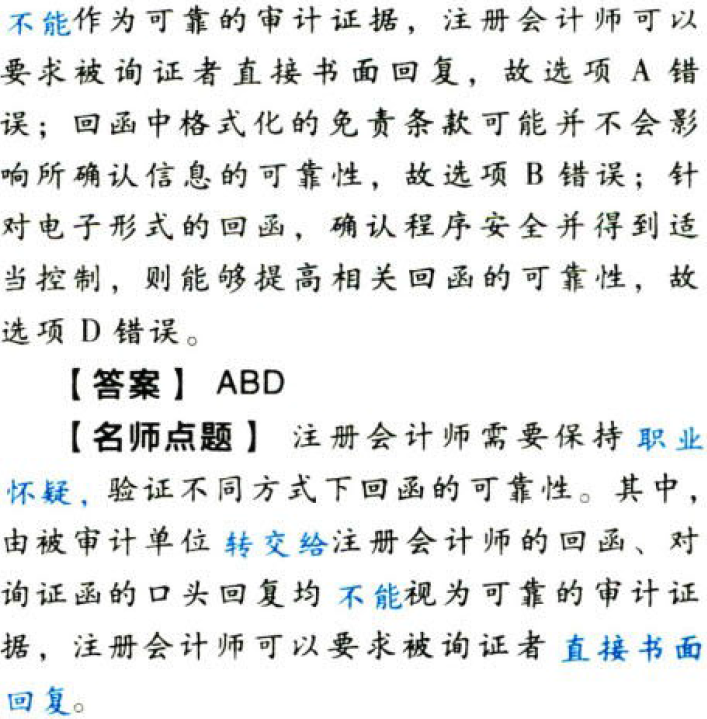 不能作为可靠的审计证据，注册会计师可以
要求被询证者直接书面回复，故选项 A 错
误；回函中格式化的免责条款可能并不会影
响所确认信息的可靠性，故选项 B 错误；针
对电子形式的回函，确认程序安全并得到适
当控制，则能够提高相关回函的可靠性，故
选项 D 错误。
【答案】 ABD
【名师点题】 注册会计师需要保持职业
怀疑，验证不同方式下回函的可靠性。其中，
由被审计单位转交给注册会计师的回函、对
询证函的口头回复均不能视为可靠的审计证
据，注册会计师可以要求被询证者直接书面
回复。